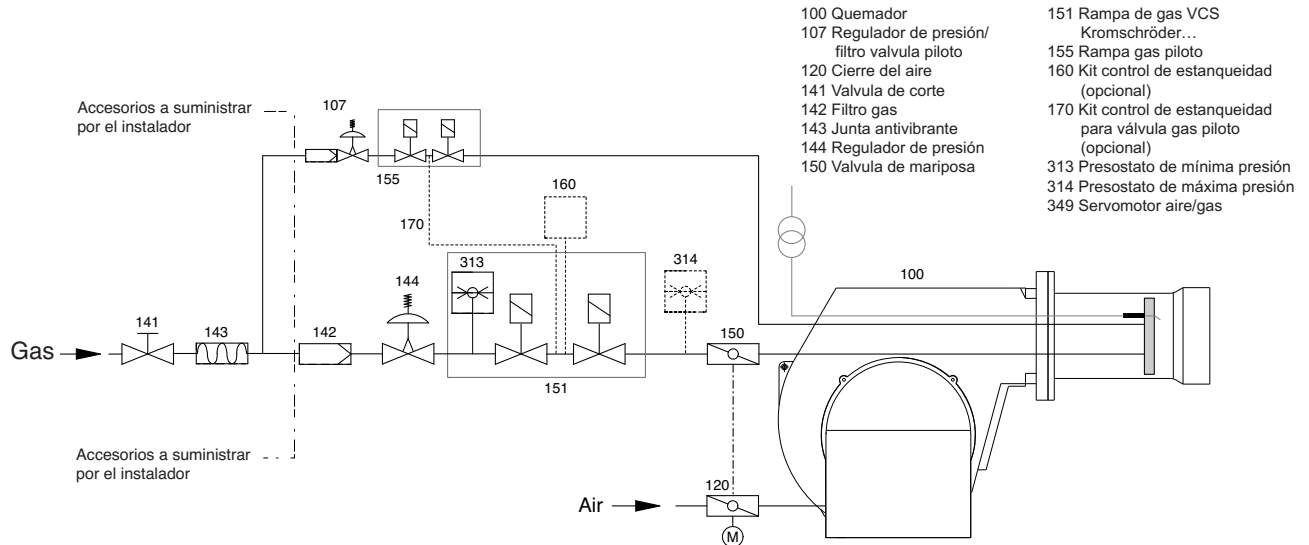 100 Quemador
107 Regulador de presión/
filtro valvula piloto
120 Cierre del aire
141 Valvula de corte
142 Filtro gas
143 Junta antivibrante
144 Regulador de presión
150 Valvula de mariposa
151 Rampa de gas VCS
Kromschröder…
155 Rampa gas piloto
160 Kit control de estanqueidad
(opcional)
170 Kit control de estanqueidad
para válvula gas piloto
(opcional)
313 Presostato de mínima presión
314 Presostato de máxima presión
349 Servomotor aire/gas
Accesorios a suministrar
por el instalador
107
155
160
170
313
314
144
100
141
143
142
150
Gas
151
Accesorios a suministrar
por el instalador
120
Air
M